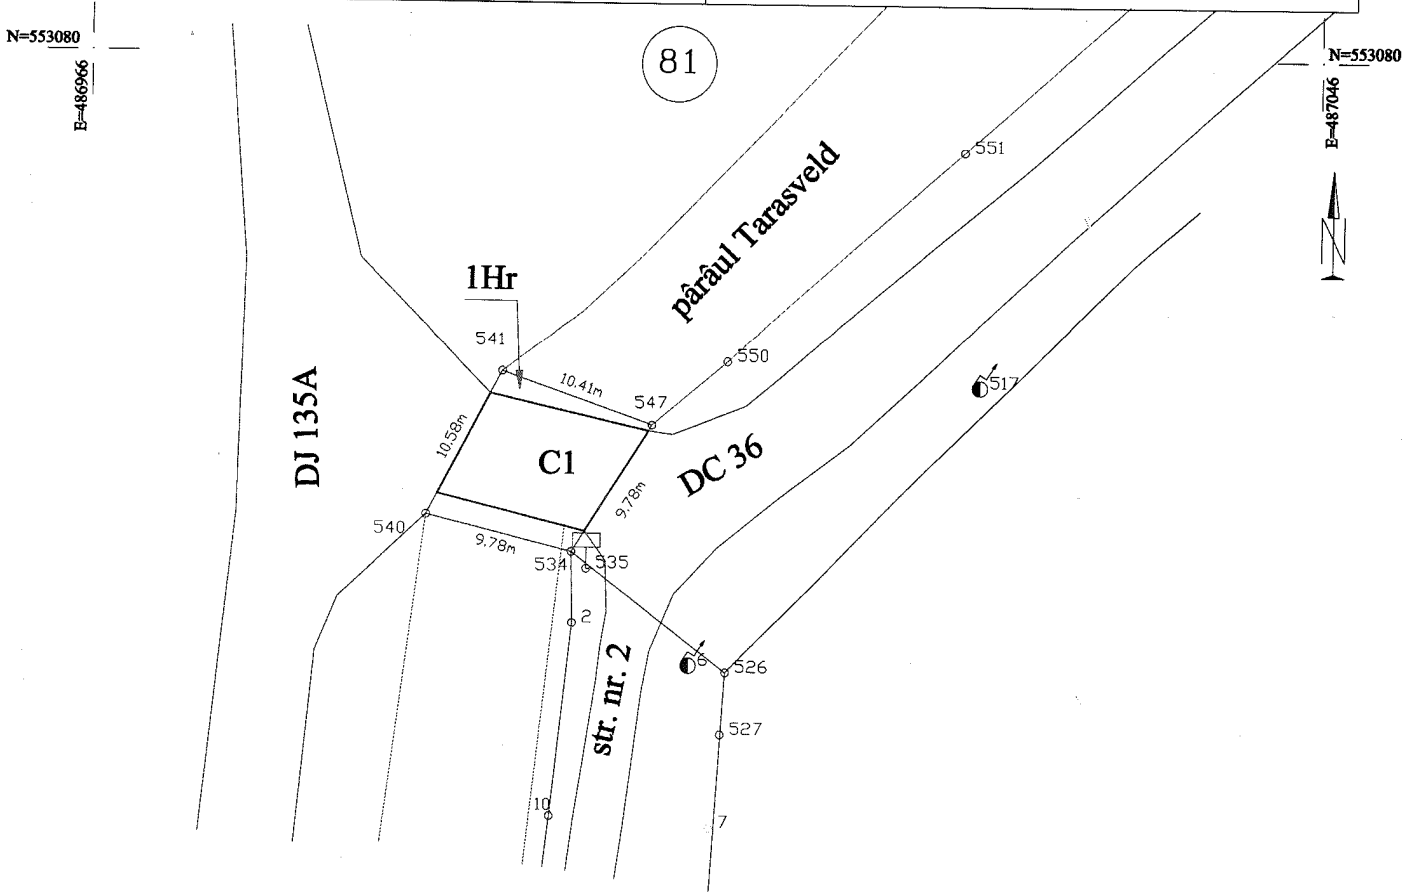 N=553080
E=486966
81
N=553080
E=487046
N
551
pârâul Tarasveld
1Hr
541
550
10.41m
517
547
DJ 135A
10.58m
C1
DC 36
9.78m
540
9.78m
534
535
2
str. nr. 2
6
526
527
10
7